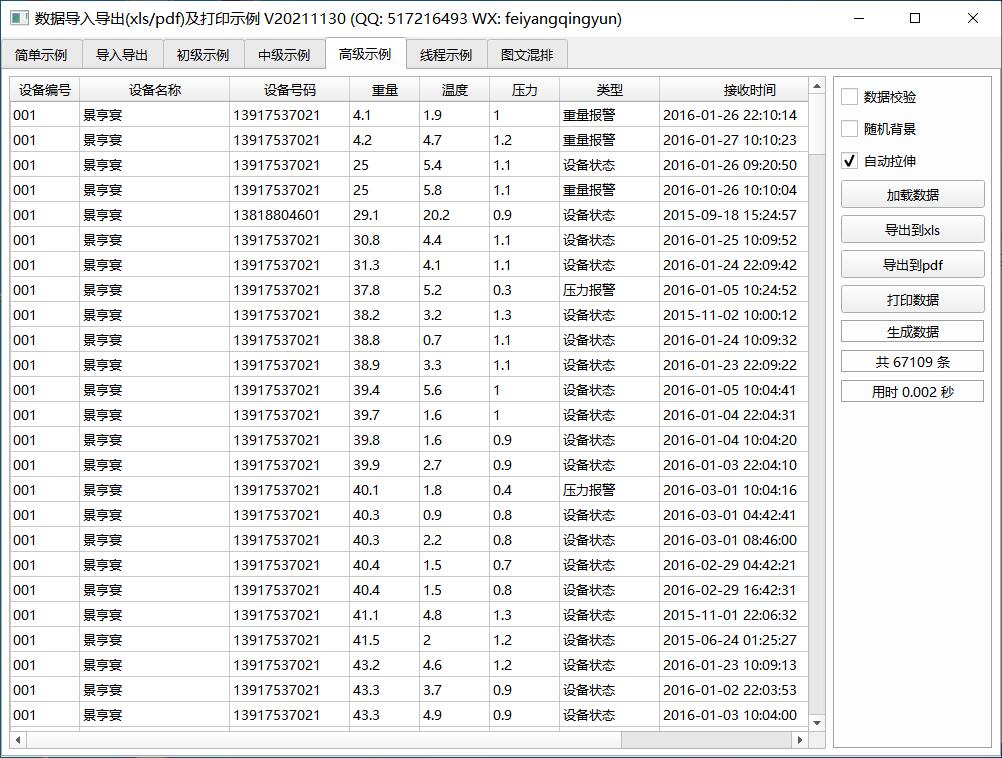 数据导入导出(xls/pdf)及打印示例 V20211130 (QQ: 517216493 WX: feiyangqingyun)
简单示例 导入导出 初级示例 中级示例 高级示例 线程示例 图文混排
设备编号 设备名称 设备号码 重量 温度 压力 类型 接收时间
001 景亨宴 13917537021 4.1 1.9 1 重量报警 2016-01-26 22:10:14
001 景亨宴 13917537021 4.2 4.7 1.2 重量报警 2016-01-27 10:10:23
001 景亨宴 13917537021 25 5.4 1.1 设备状态 2016-01-26 09:20:50
001 景亨宴 13917537021 25 5.8 1.1 重量报警 2016-01-26 10:10:04
001 景亨宴 13818804601 29.1 20.2 0.9 设备状态 2015-09-18 15:24:57
001 景亨宴 13917537021 30.8 4.4 1.1 设备状态 2016-01-25 10:09:52
001 景亨宴 13917537021 31.3 4.1 1.1 设备状态 2016-01-24 22:09:42
001 景亨宴 13917537021 37.8 5.2 0.3 压力报警 2016-01-05 10:24:52
001 景亨宴 13917537021 38.2 3.2 1.3 设备状态 2015-11-02 10:00:12
001 景亨宴 13917537021 38.8 0.7 1.1 设备状态 2016-01-24 10:09:32
001 景亨宴 13917537021 38.9 3.3 1.1 设备状态 2016-01-23 22:09:22
001 景亨宴 13917537021 39.4 5.6 1 设备状态 2016-01-05 10:04:41
001 景亨宴 13917537021 39.7 1.6 1 设备状态 2016-01-04 22:04:31
001 景亨宴 13917537021 39.8 1.6 0.9 设备状态 2016-01-04 10:04:20
001 景亨宴 13917537021 39.9 2.7 0.9 设备状态 2016-01-03 22:04:10
001 景亨宴 13917537021 40.1 1.8 0.4 压力报警 2016-03-01 10:04:16
001 景亨宴 13917537021 40.3 0.9 0.8 设备状态 2016-03-01 04:42:41
001 景亨宴 13917537021 40.3 2.2 0.8 设备状态 2016-03-01 08:46:00
001 景亨宴 13917537021 40.4 1.5 0.7 设备状态 2016-02-29 04:42:21
001 景亨宴 13917537021 40.4 1.5 0.8 设备状态 2016-02-29 16:42:31
001 景亨宴 13917537021 41.1 4.8 1.3 设备状态 2015-11-01 22:06:32
001 景亨宴 13917537021 41.5 2 1.2 设备状态 2015-06-24 01:25:27
001 景亨宴 13917537021 43.2 4.6 1.2 设备状态 2016-01-23 10:09:13
001 景亨宴 13917537021 43.3 3.7 0.9 设备状态 2016-01-02 22:03:53
001 景亨宴 13917537021 43.3 4.9 0.9 设备状态 2016-01-03 10:04:00
数据校验
随机背景
自动拉伸
加载数据
导出到xls
导出到pdf
打印数据
生成数据
共 67109 条
用时 0.002 秒